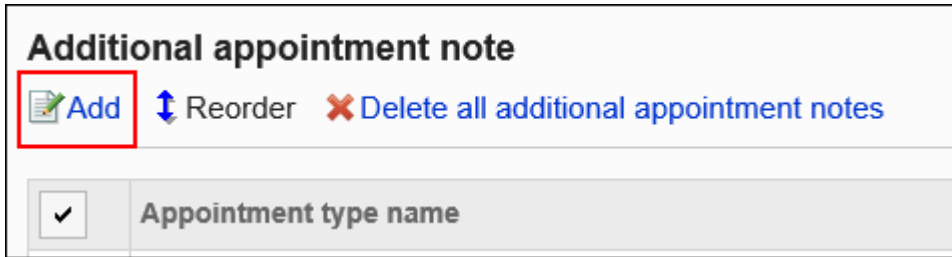 Additional appointment note
Add Reorder Delete all additional appointment notes
Appointment type name